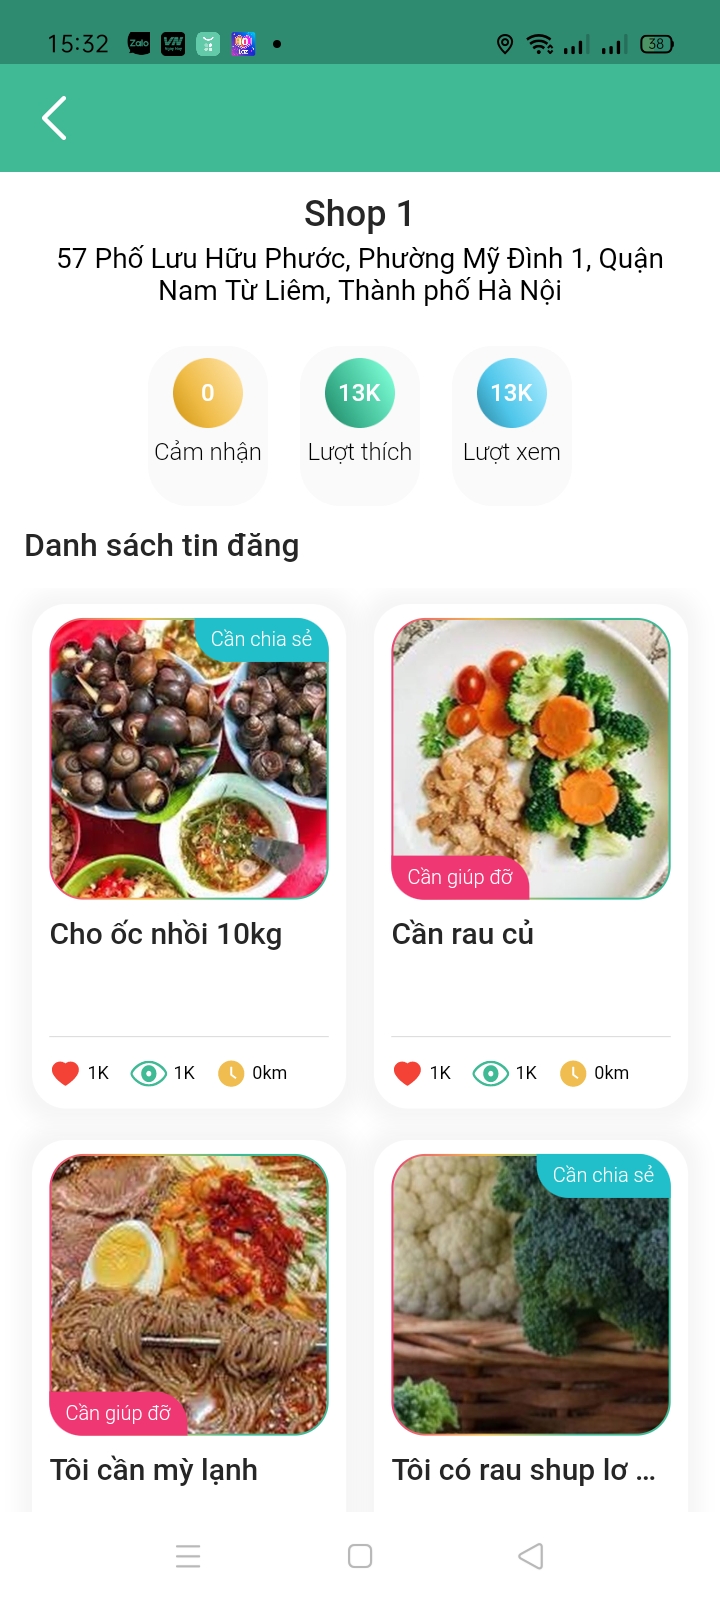 15:32
Zalo
VN
38
Shop 1
57 Phố Lưu Hữu Phước, Phường Mỹ Đình 1, Quận
Nam Từ Liêm, Thành phố Hà Nội
0
13K
13K
Cảm nhận
Lượt thích
Lượt xem
Danh sách tin đăng
Cần chia sẻ
Cần giúp đỡ
Cho ốc nhồi 10kg
Cần rau củ
1K 1K 0km
1K 1K 0km
Cần chia sẻ
Cần giúp đỡ
Tôi cần mỳ lạnh
Tôi có rau shup lơ ...